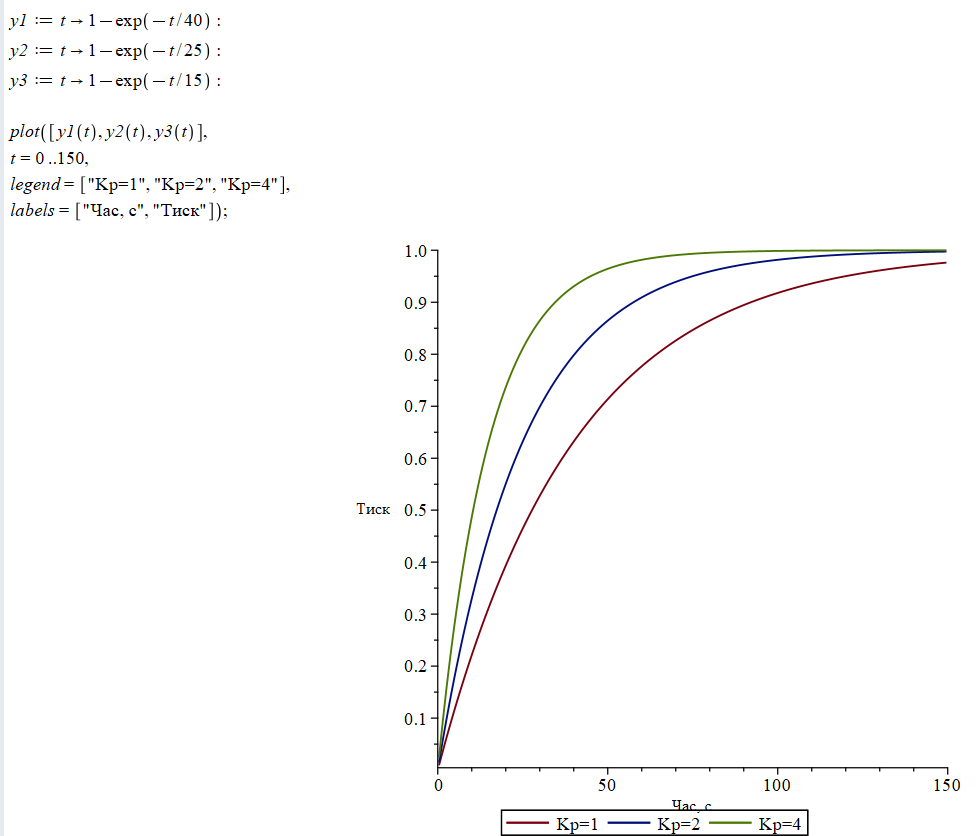 y1 := t → 1 − exp(−t/40) :
y2 := t → 1 − exp(−t/25) :
y3 := t → 1 − exp(−t/15) :
plot([y1(t), y2(t), y3(t)],
t = 0 ..150,
legend = ["Kp=1", "Kp=2", "Kp=4"],
labels = ["Час, с", "Тиск"]);
1.0
0.9
0.8
0.7
0.6
Тиск 0.5
0.4
0.3
0.2
0.1
0 50 100 150
Час, с
Kp=1 Kp=2 Kp=4